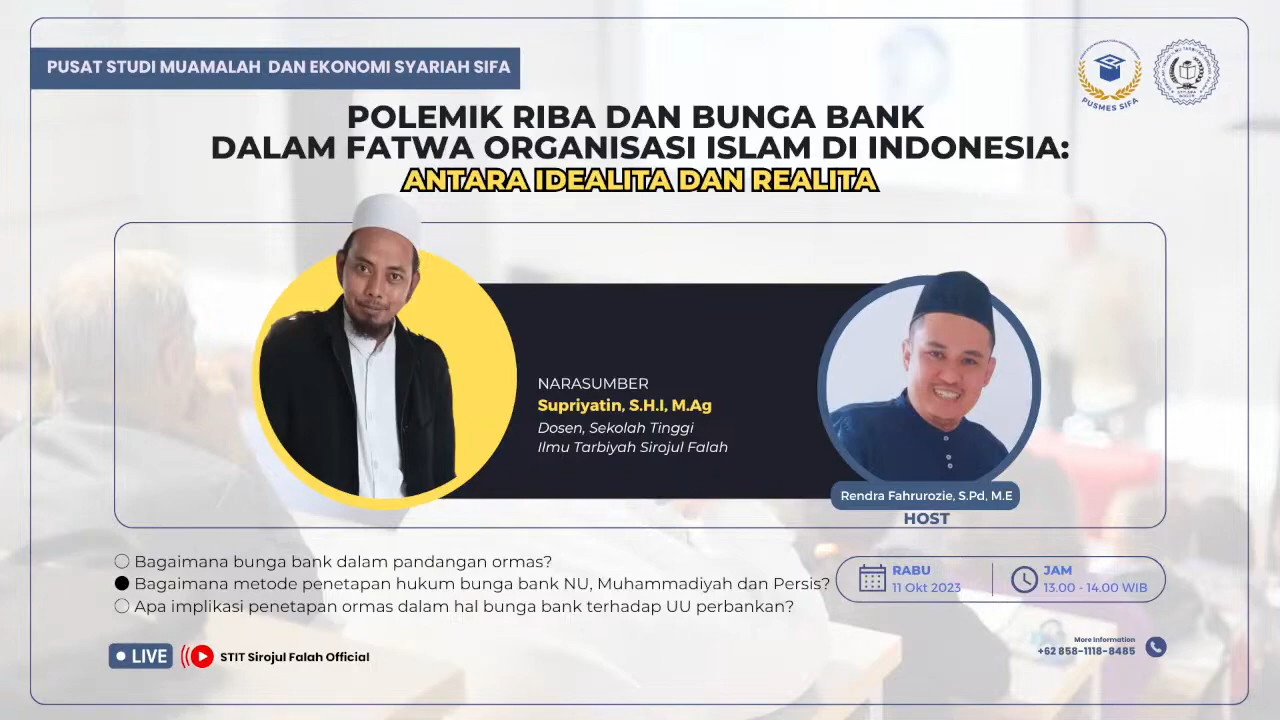 PUSAT STUDI MUAMALAH DAN EKONOMI SYARIAH SIFA
PUSMES SIFA
POLEMIK RIBA DAN BUNGA BANK
DALAM FATWA ORGANISASI ISLAM DI INDONESIA:
ANTARA IDEALITA DAN REALITA
NARASUMBER
Supriyatin, S.H.I, M.Ag
Dosen, Sekolah Tinggi
Ilmu Tarbiyah Sirojul Falah
Rendra Fahrurozie, S.Pd, M.E
HOST
Bagaimana bunga bank dalam pandangan ormas?
Bagaimana metode penetapan hukum bunga bank NU, Muhammadiyah dan Persis?
Apa implikasi penetapan ormas dalam hal bunga bank terhadap UU perbankan?
RABU
11 Okt 2023
JAM
13.00 - 14.00 WIB
LIVE
STIT Sirojul Falah Official
More Information
+62 858-1118-8485